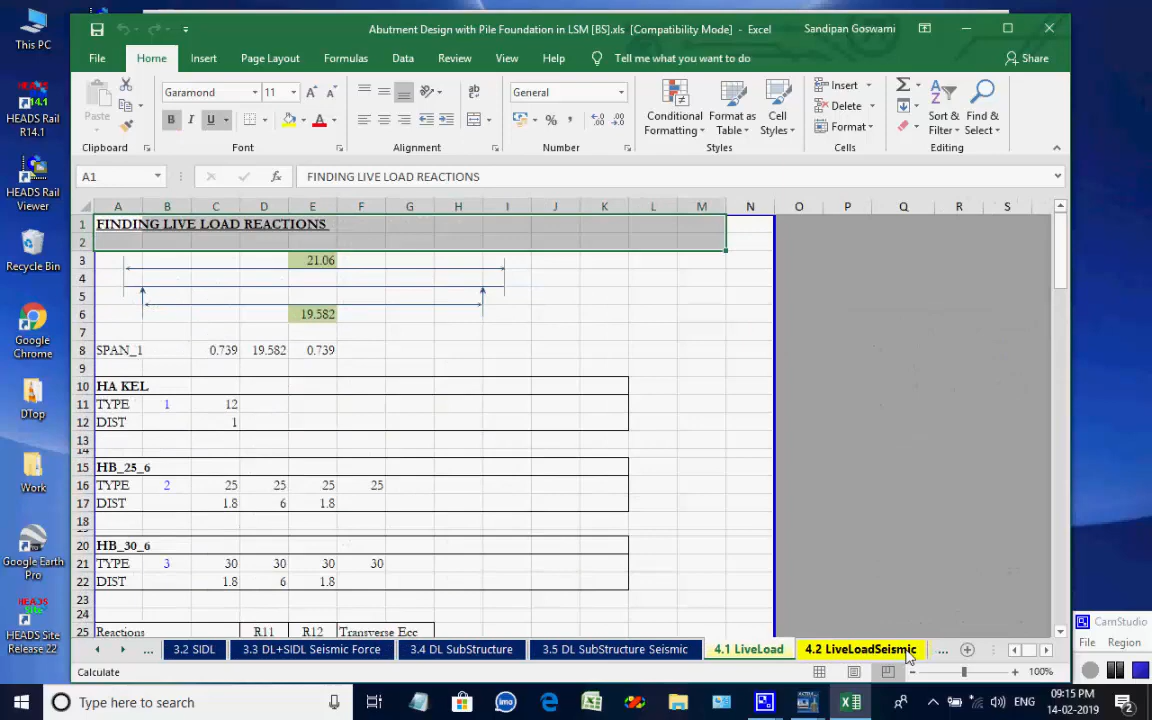 This PC
HEADS Rail R14.1
HEADS Rail Viewer
Recycle Bin
Google Chrome
DTop
Work
Google Earth Pro
HEADS Site Release 22
Abutment Design with Pile Foundation in LSM [BS].xls [Compatibility Mode] - Excel
Sandipan Goswami
File Home Insert Page Layout Formulas Data Review View Help Tell me what you want to do Share
Paste
Garamond 11
General
Conditional Formatting
Format as Table
Cell Styles
Insert
Delete
Format
Sort & Filter
Find & Select
Clipboard Font Alignment Number Styles Cells Editing
A1 fx FINDING LIVE LOAD REACTIONS
A B C D E F G H I J K L M N O P Q R S
1 FINDING LIVE LOAD REACTIONS
2
3 21.06
4
5
6 19.582
7
8 SPAN_1 0.739 19.582 0.739
9
10 HA KEL
11 TYPE 1 12
12 DIST 1
13
14
15 HB_25_6
16 TYPE 2 25 25 25 25
17 DIST 1.8 6 1.8
18
20 HB_30_6
21 TYPE 3 30 30 30 30
22 DIST 1.8 6 1.8
23
24
25 Reactions R11 R12 Transverse Ecc
... 3.2 SIDL 3.3 DL+SIDL Seismic Force 3.4 DL SubStructure 3.5 DL SubStructure Seismic 4.1 LiveLoad 4.2 LiveLoadSeismic ...
Calculate
100%
CamStudio
File Region
Type here to search
imo
ENG
09:15 PM
14-02-2019
2